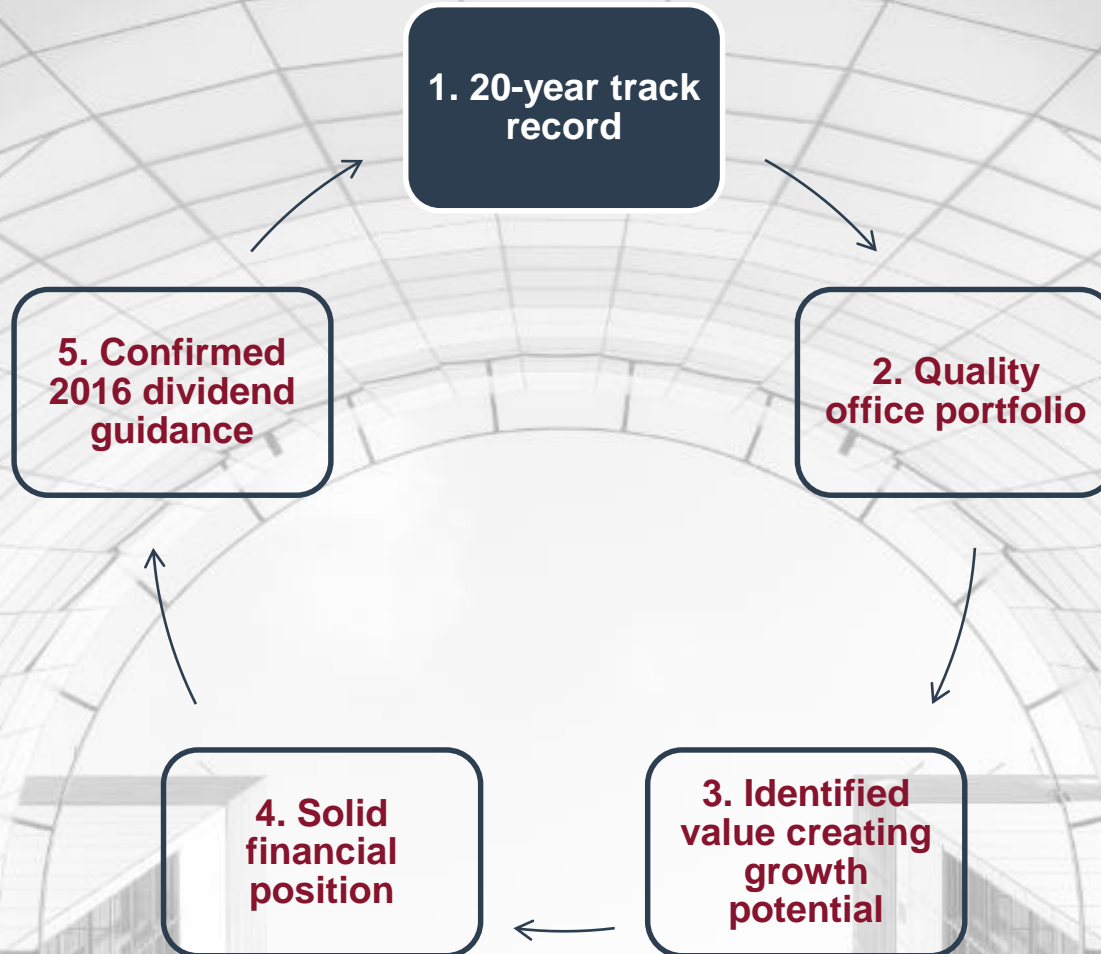 1. 20-year track
record
2. Quality
office portfolio
3. Identified
value creating
growth
potential
4. Solid
financial
position
5. Confirmed
2016 dividend
guidance